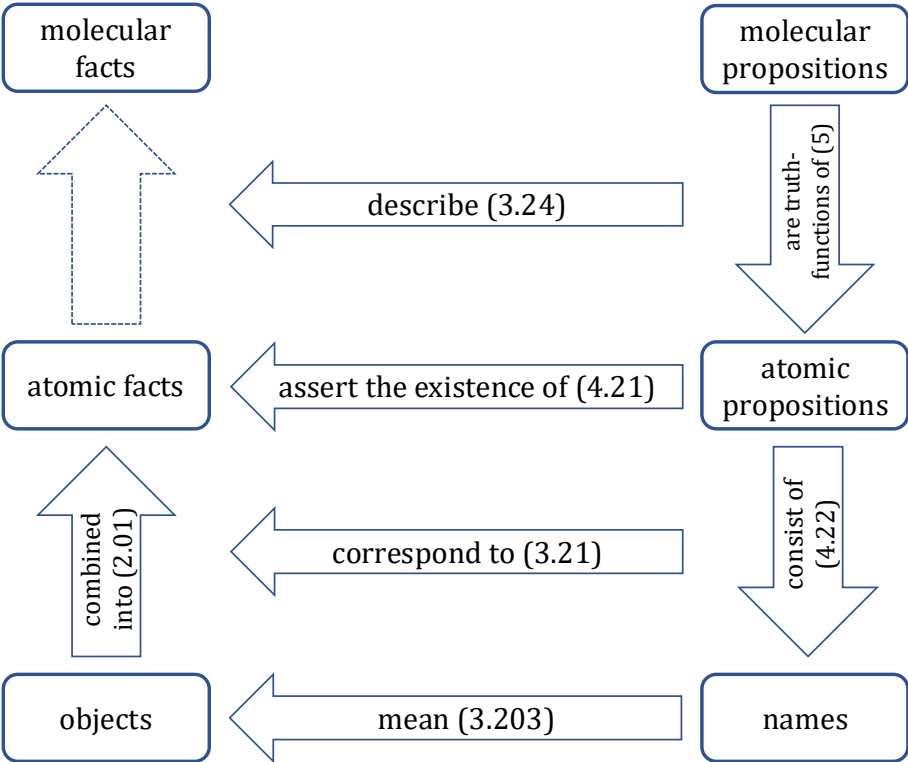 molecular
facts
molecular
propositions
are truth-
functions of (5)
describe (3.24)
atomic facts
assert the existence of (4.21)
atomic
propositions
combined
into (2.01)
correspond to (3.21)
consist of
(4.22)
objects
mean (3.203)
names